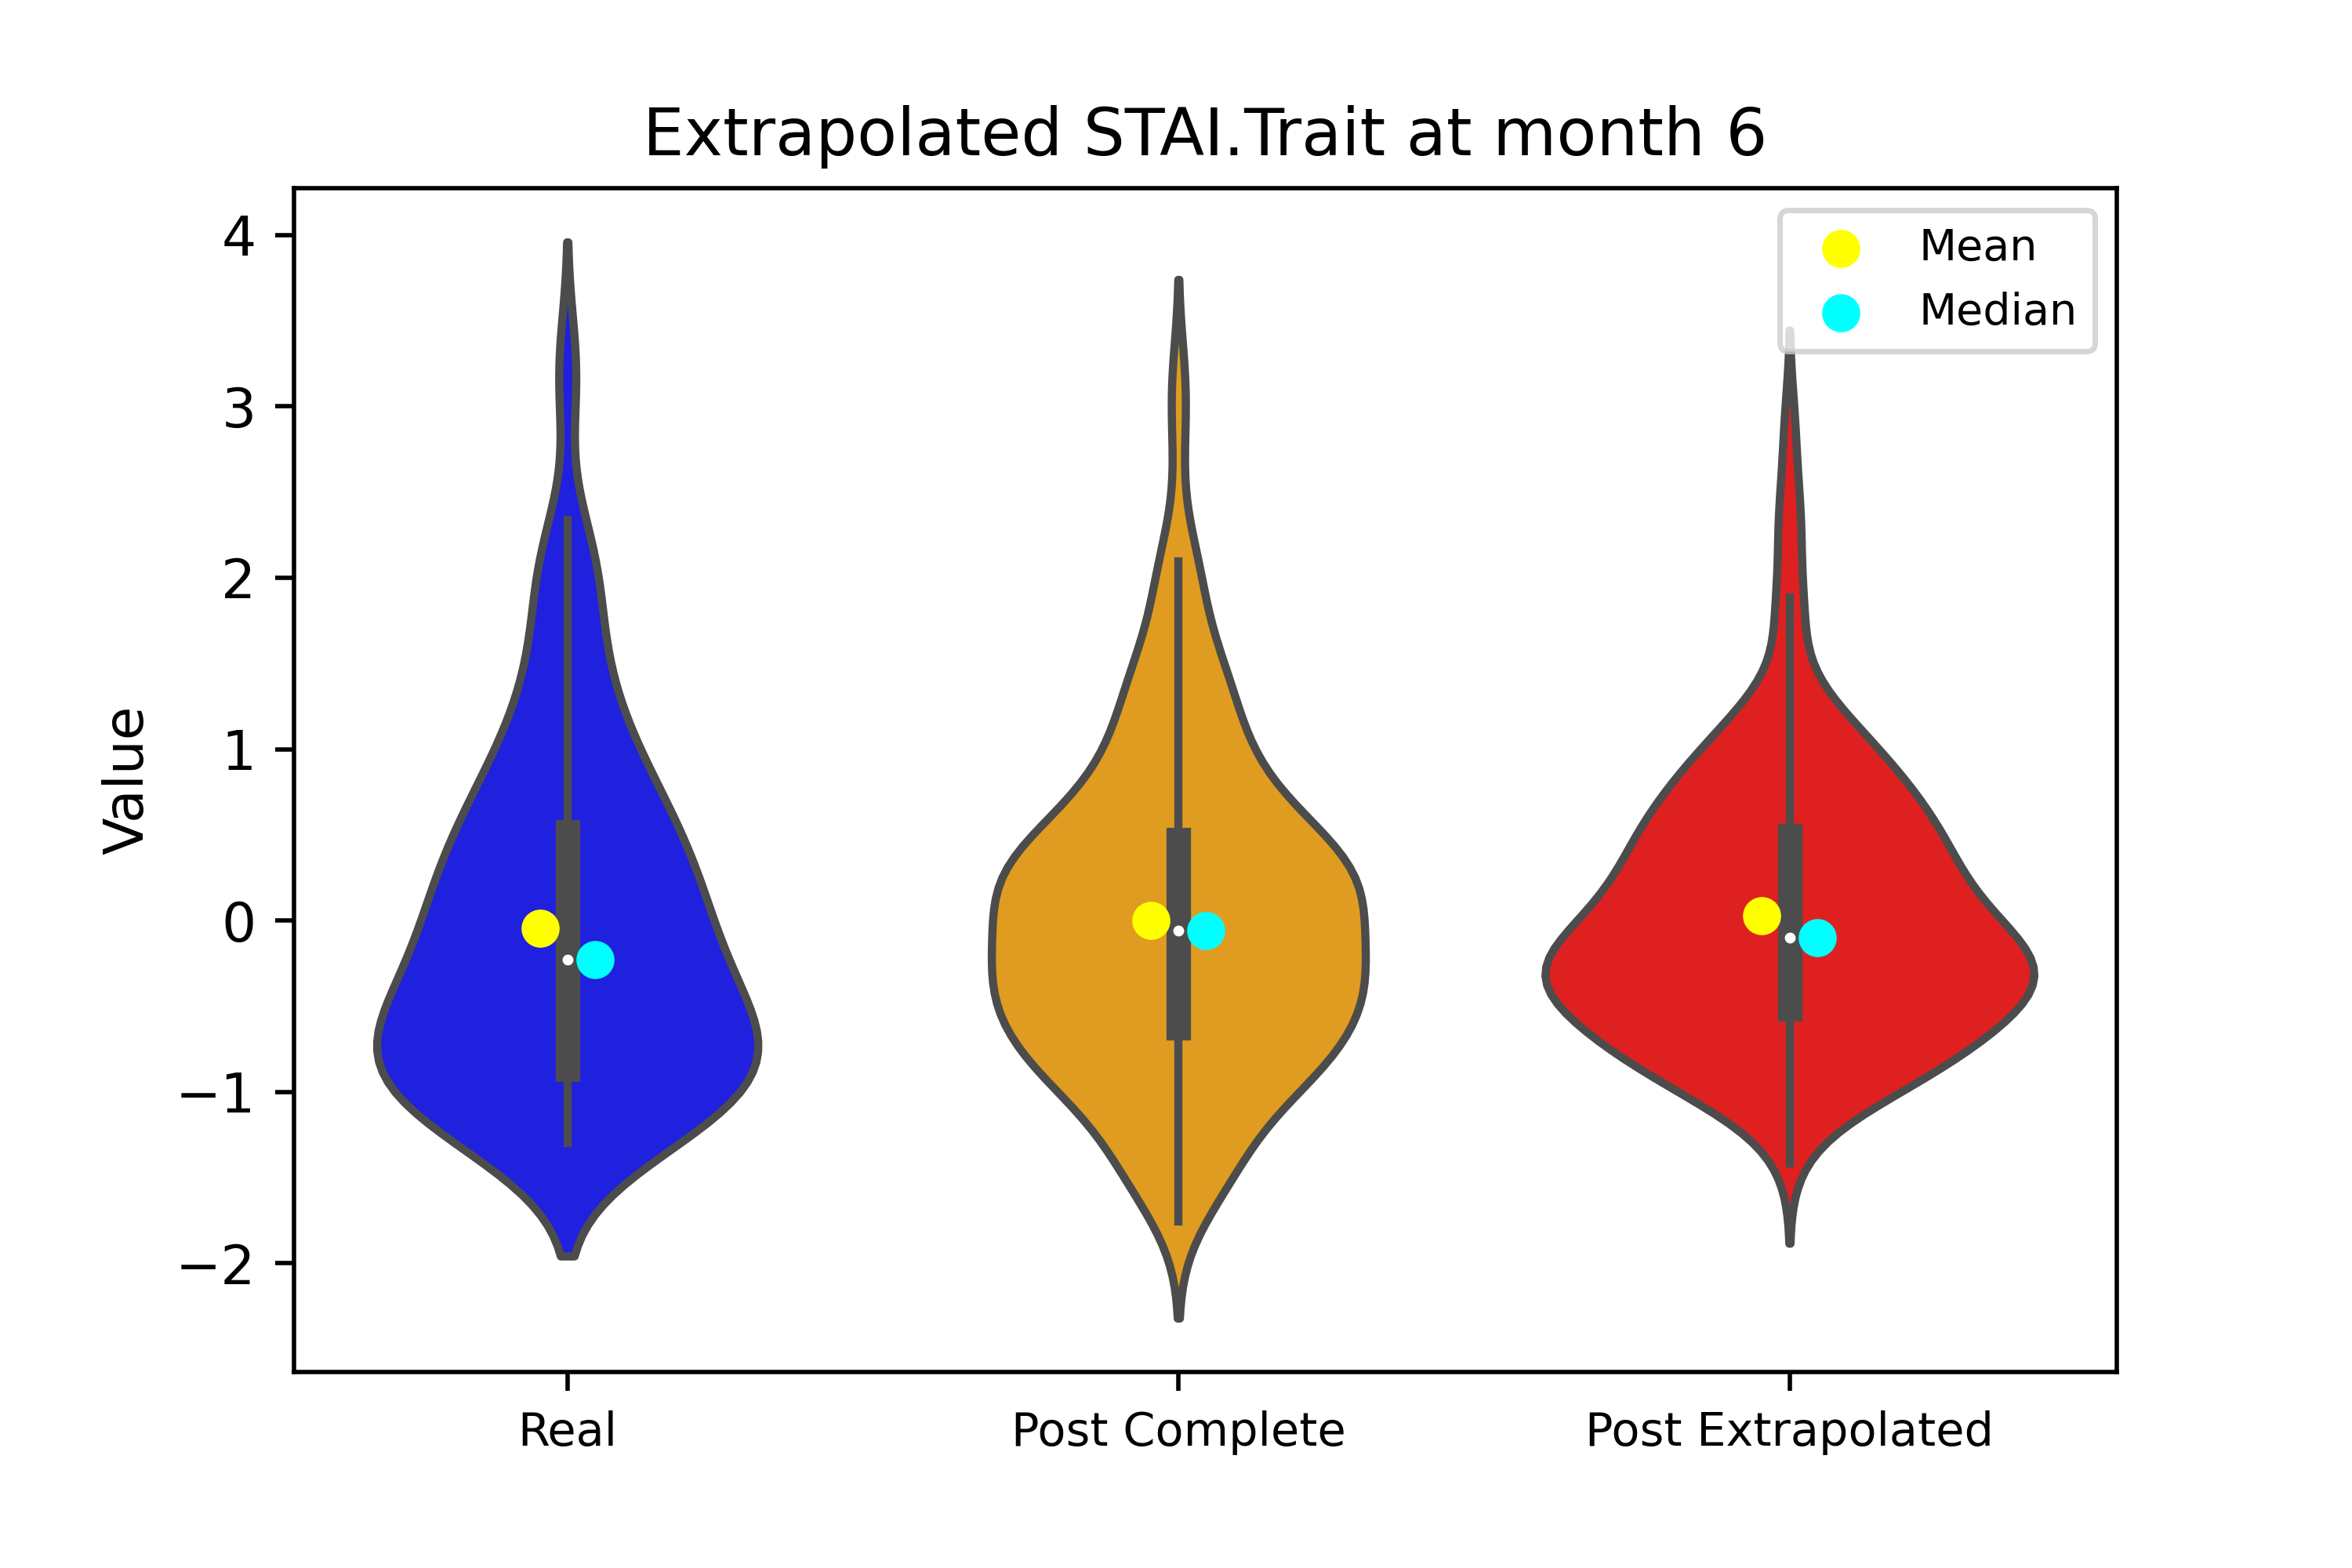 Extrapolated STAI.Trait at month 6
Mean
Median
4
3
2
1
0
−1
−2
Value
Real
Post Complete
Post Extrapolated